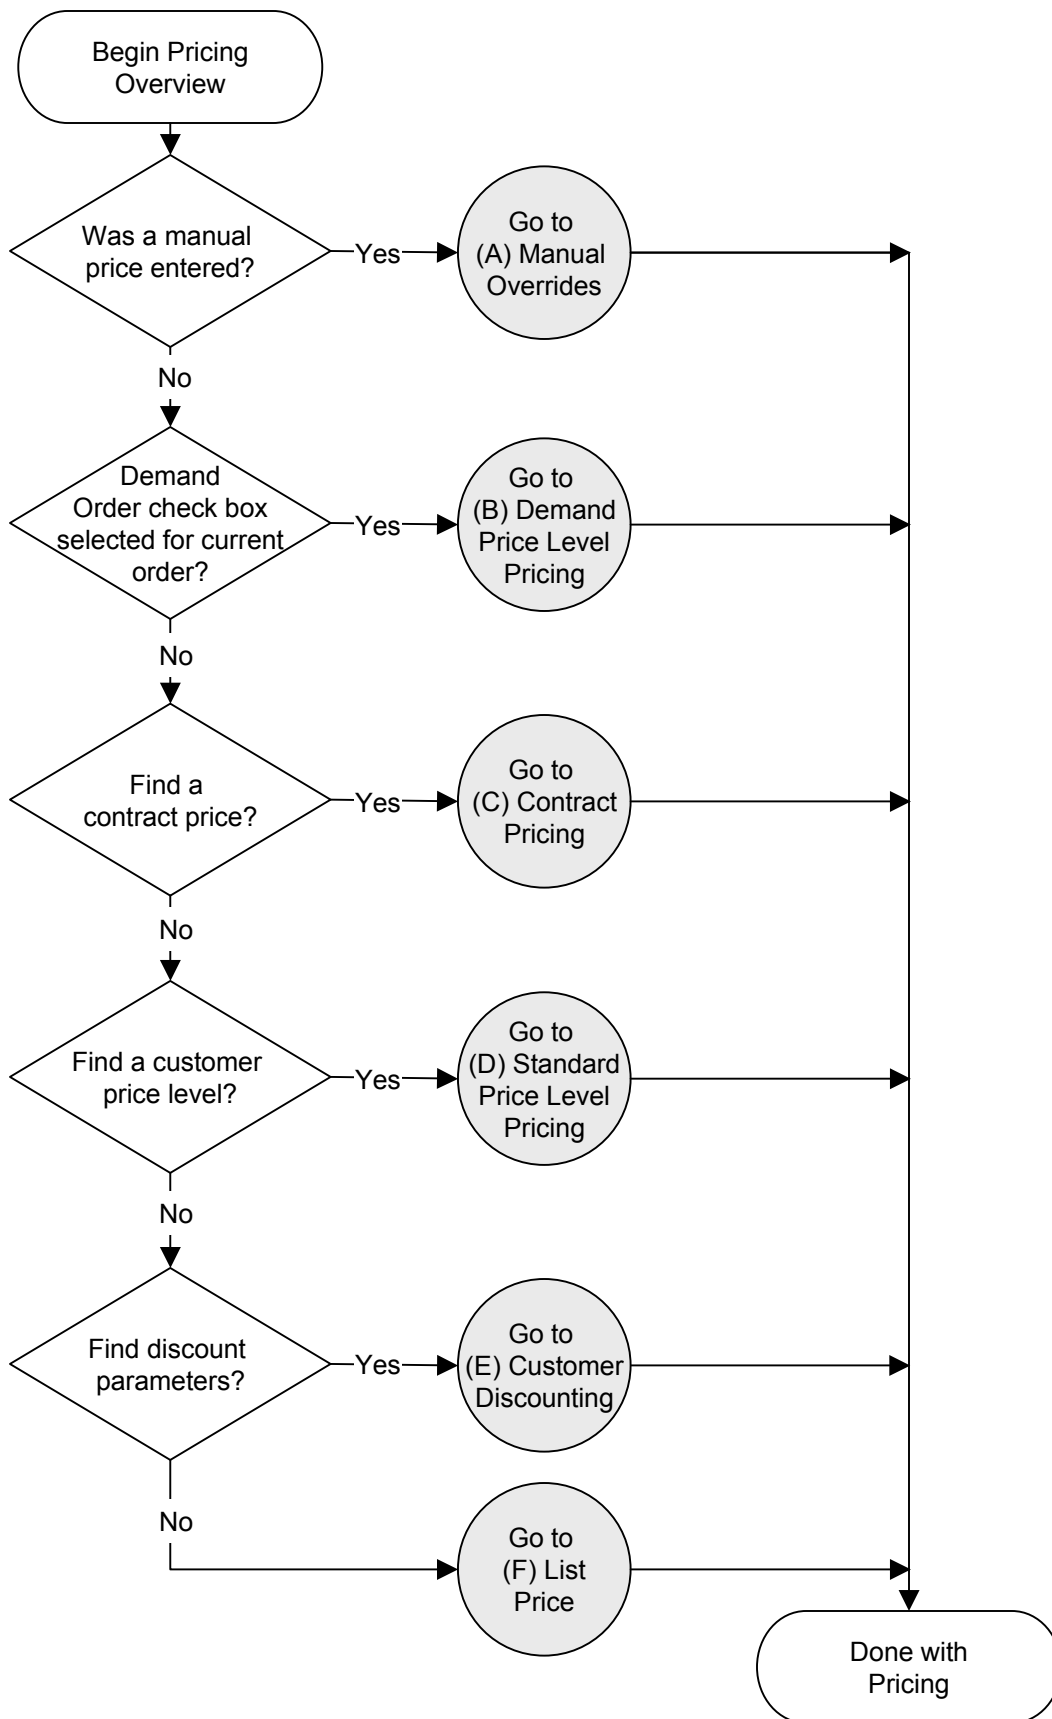 Begin Pricing
Overview
Was a manual
price entered?
Yes
Go to
(A) Manual
Overrides
No
Demand
Order check box
selected for current
order?
Yes
Go to
(B) Demand
Price Level
Pricing
No
Find a
contract price?
Yes
Go to
(C) Contract
Pricing
No
Find a customer
price level?
Yes
Go to
(D) Standard
Price Level
Pricing
No
Find discount
parameters?
Yes
Go to
(E) Customer
Discounting
No
Go to
(F) List
Price
Done with
Pricing